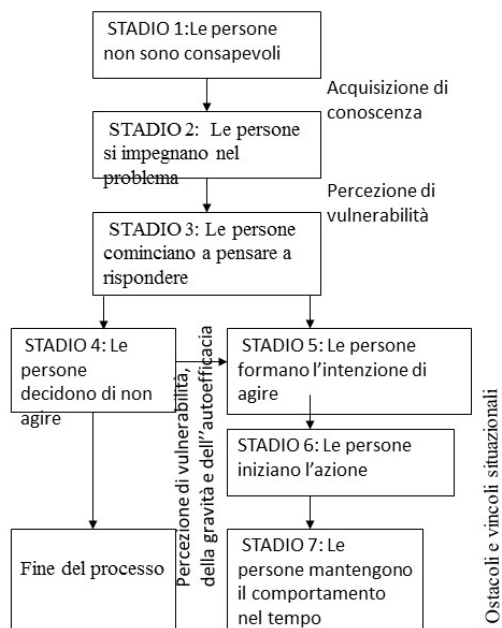 STADIO 1:Le persone
non sono consapevoli
Acquisizione di
conoscenza
STADIO 2: Le persone
si impegnano nel
problema
Percezione di
vulnerabilità
STADIO 3: Le persone
cominciano a pensare a
rispondere
STADIO 4: Le
persone
decidono di non
agire
Percezione di vulnerabilità,
della gravità e dell''autoefficacia
STADIO 5: Le persone
formano l'intenzione di
agire
STADIO 6: Le persone
iniziano l'azione
Fine del processo
STADIO 7: Le
persone mantengono
il comportamento
nel tempo
Ostacoli e vincoli situazionali